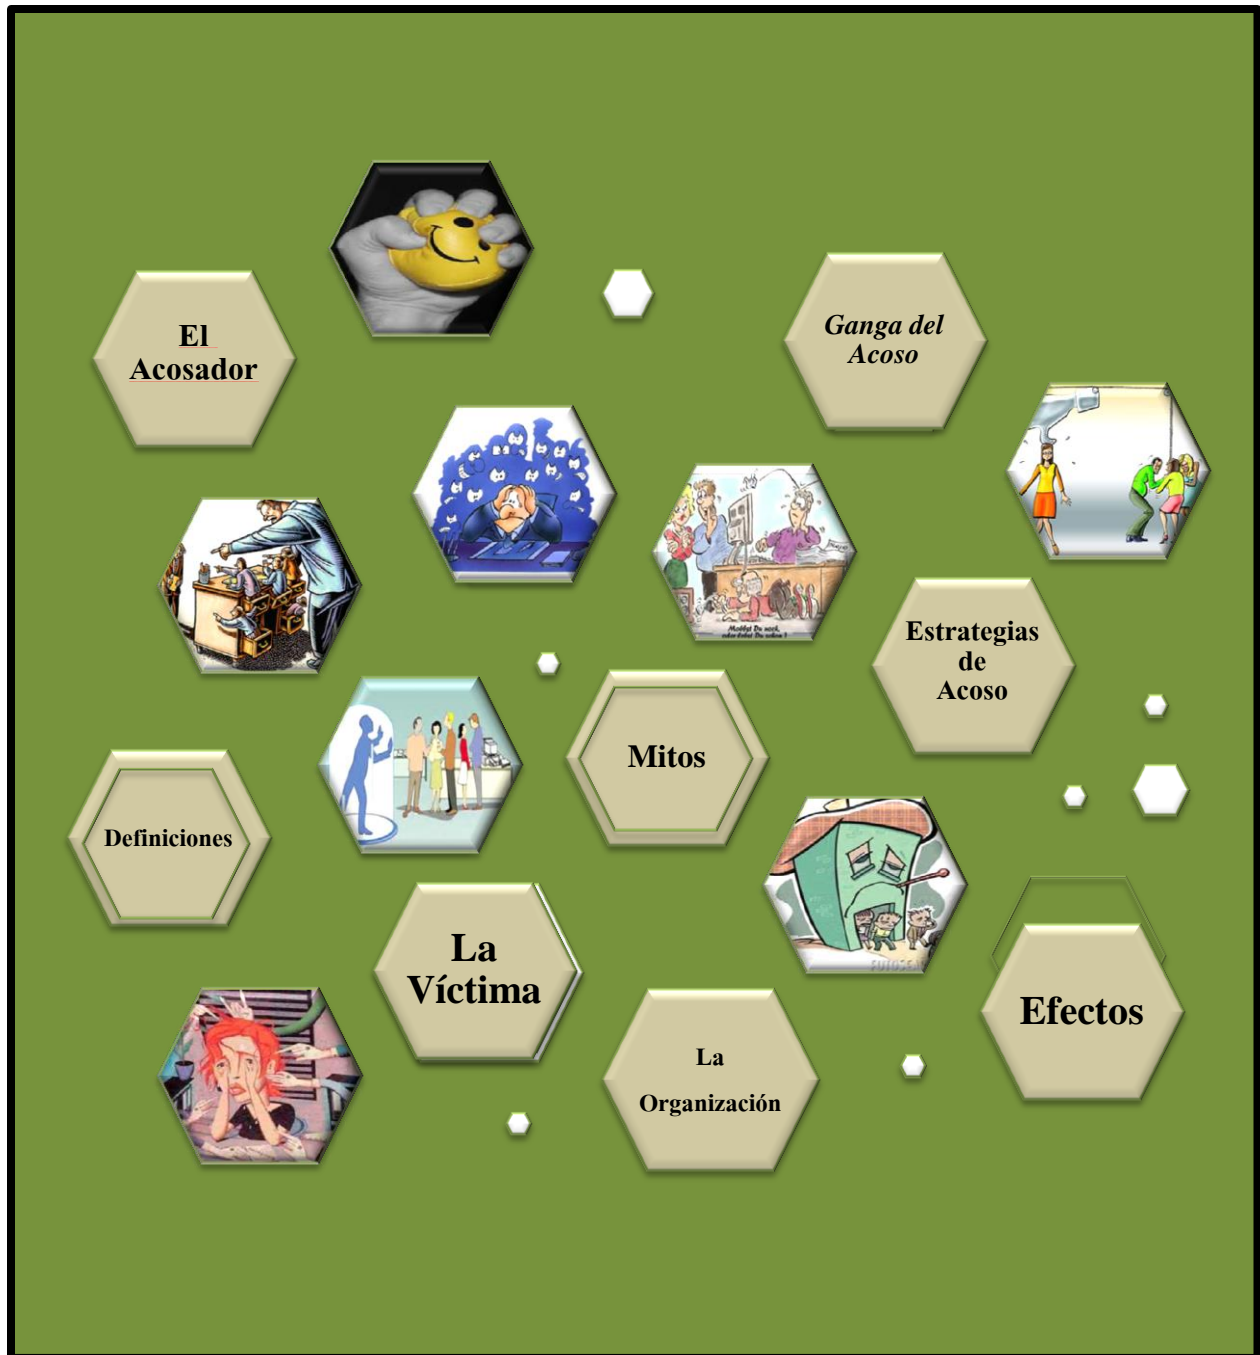 El
Acosador
Ganga del
Acoso
Estrategias
de
Acoso
Mitos
Definiciones
La
Víctima
La
Organización
Efectos